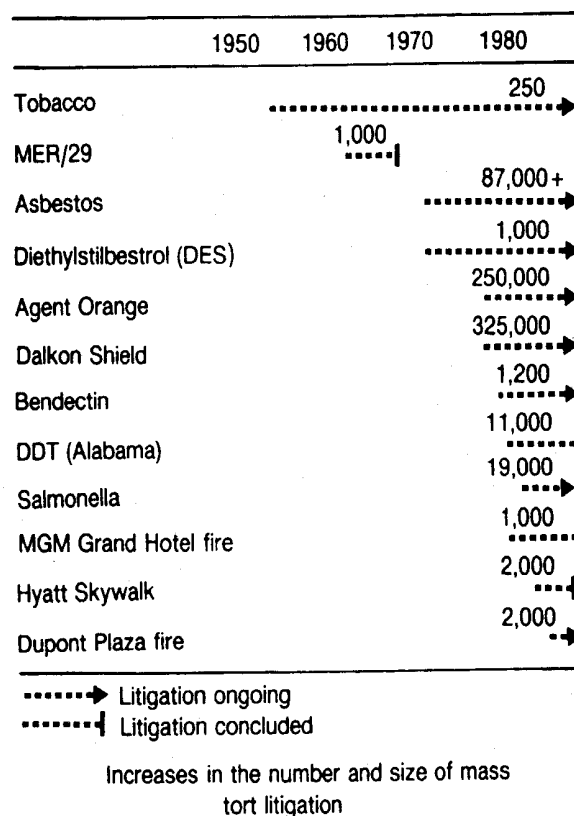 1950 1960 1970 1980
250
Tobacco
1,000
MER/29
87,000+
Asbestos
1,000
Diethylstilbestrol (DES)
250,000
Agent Orange
325,000
Dalkon Shield
1,200
Bendectin
11,000
DDT (Alabama)
19,000
Salmonella
1,000
MGM Grand Hotel fire
2,000
Hyatt Skywalk
2,000
Dupont Plaza fire
Litigation ongoing
Litigation concluded
Increases in the number and size of mass
tort litigation